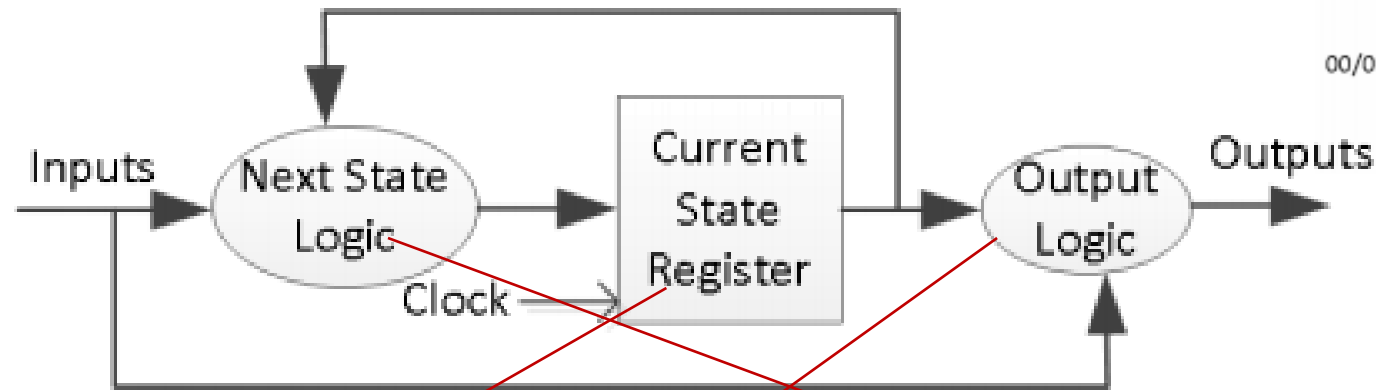 00/0
Inputs
Next State
Logic
Clock
Current
State
Register
Output
Logic
Outputs